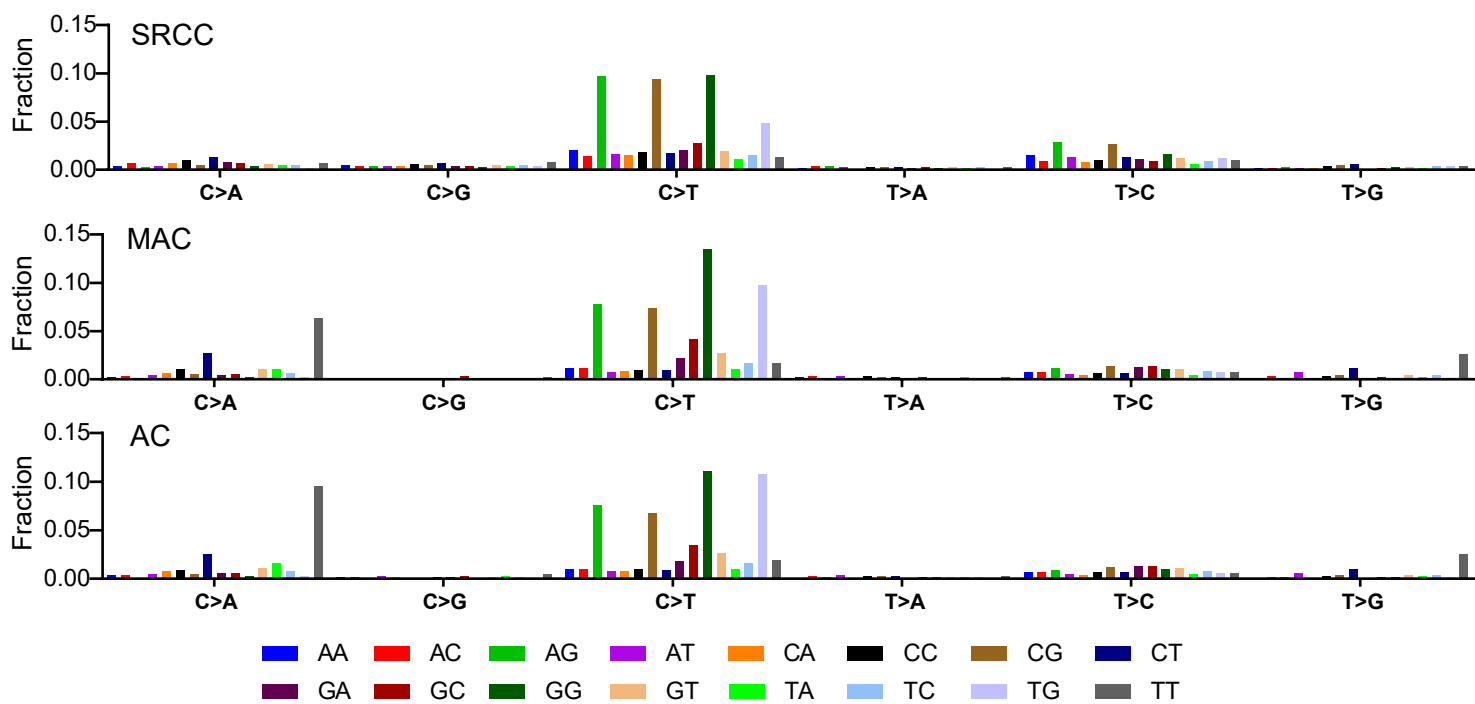 SRCC
Fraction
0.15
0.10
0.05
0.00
C>A C>G C>T T>A T>C T>G
MAC
Fraction
0.15
0.10
0.05
0.00
C>A C>G C>T T>A T>C T>G
AC
Fraction
0.15
0.10
0.05
0.00
C>A C>G C>T T>A T>C T>G
AA AC AG AT CA CC CG CT
GA GC GG GT TA TC TG TT